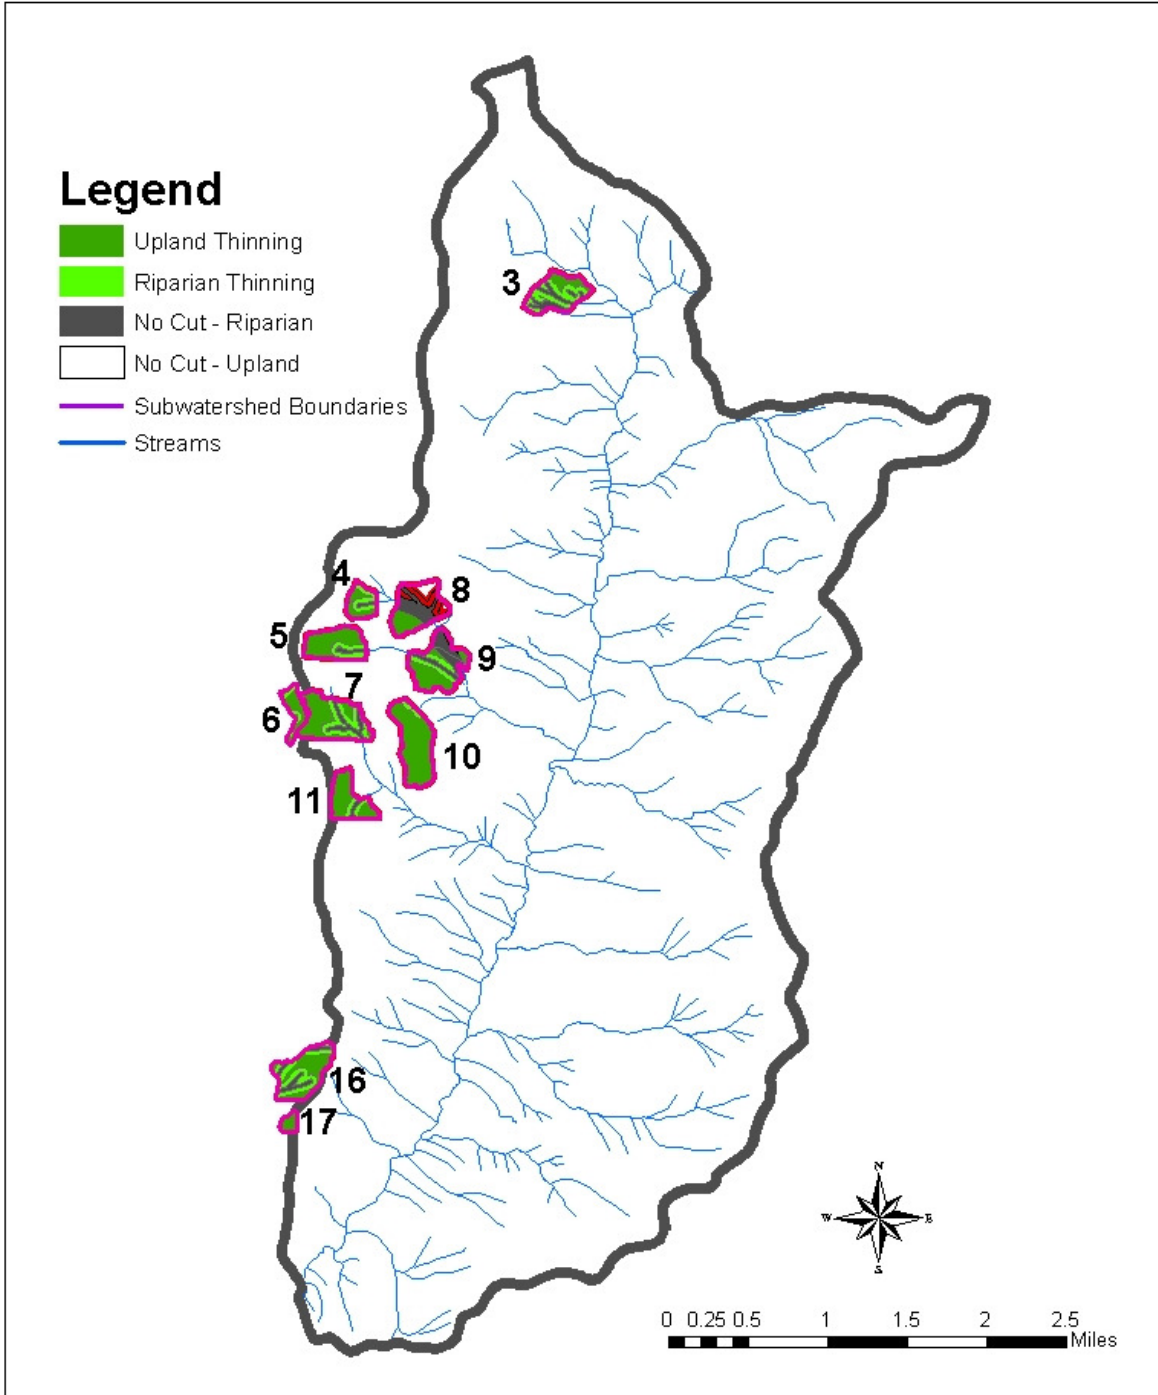 Legend
Upland Thinning
Riparian Thinning
No Cut - Riparian
No Cut - Upland
Subwatershed Boundaries
Streams
3
4
8
5
9
7
6
10
11
16
17
N
W E
S
0 0.25 0.5 1 1.5 2 2.5
Miles